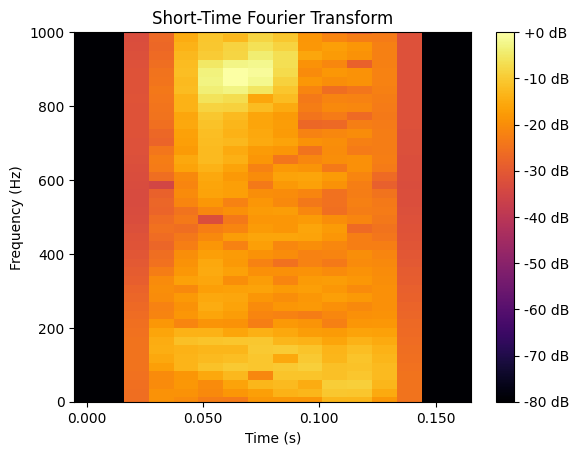 Short-Time Fourier Transform
1000
800
600
400
200
0
Frequency (Hz)
0.000
0.050
0.100
0.150
Time (s)
+0 dB
-10 dB
-20 dB
-30 dB
-40 dB
-50 dB
-60 dB
-70 dB
-80 dB